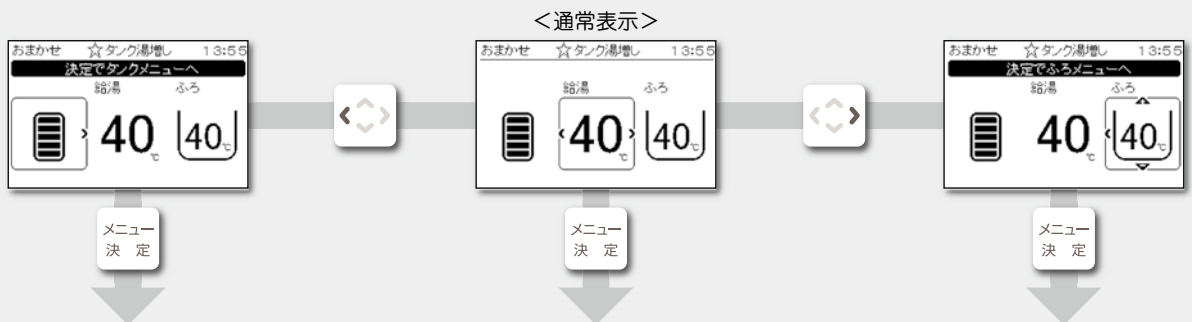 <通常表示>
おまかせ ☆タンク湯増し 13:55
決定でタンクメニューへ
給湯 ふろ
40℃ 40℃
おまかせ ☆タンク湯増し 13:55
給湯 ふろ
40℃ 40℃
おまかせ ☆タンク湯増し 13:55
決定でふろメニューへ
給湯 ふろ
40℃ 40℃
メニュー
決 定
メニュー
決 定
メニュー
決 定